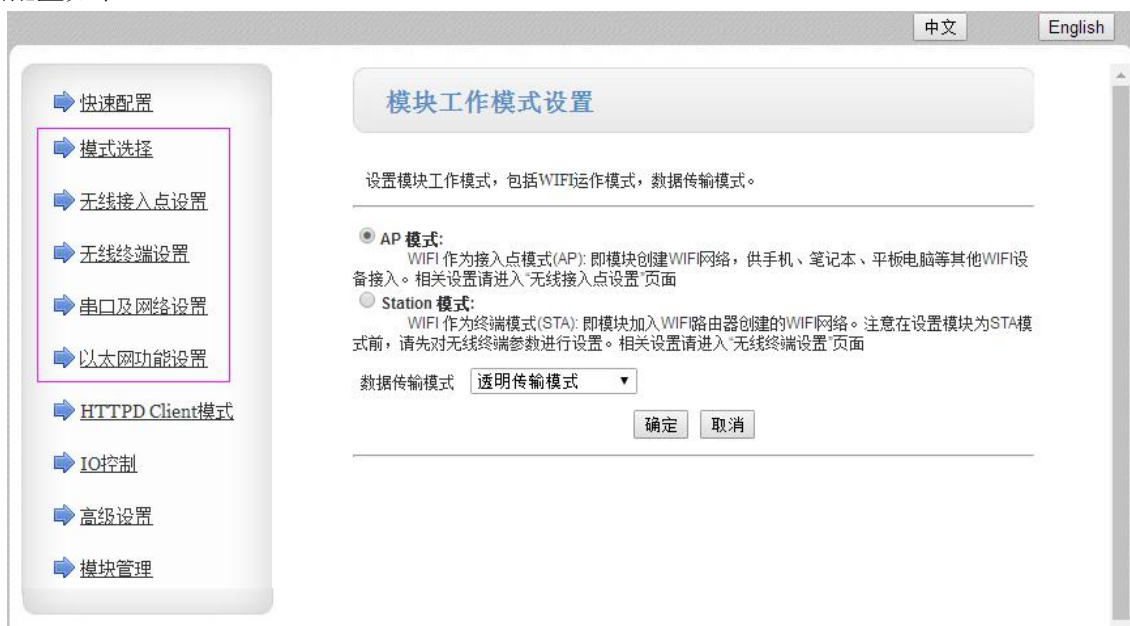 中文
English
快速配置
模式选择
无线接入点设置
无线终端设置
串口及网络设置
以太网功能设置
HTTPD Client模式
IO控制
高级设置
模块管理
模块工作模式设置
设置模块工作模式，包括WIFI运作模式，数据传输模式。
AP 模式:
WIFI 作为接入点模式(AP): 即模块创建WIFI网络，供手机、笔记本、平板电脑等其他WIFI设
备接入。相关设置请进入“无线接入点设置”页面
Station 模式:
WIFI 作为终端模式(STA): 即模块加入WIFI路由器创建的WIFI网络。注意在设置模块为STA模
式前，请先对无线终端参数进行设置。相关设置请进入“无线终端设置”页面
数据传输模式 透明传输模式
确定 取消